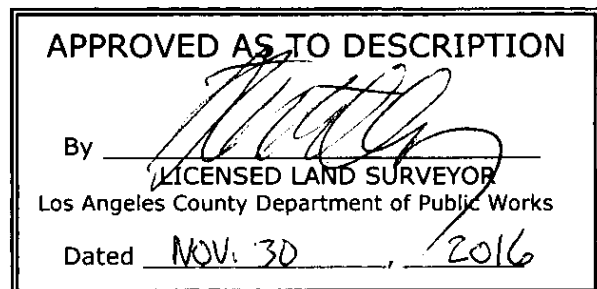 APPROVED AS TO DESCRIPTION
By
LICENSED LAND SURVEYOR
Los Angeles County Department of Public Works
Dated NOV. 30, 2016